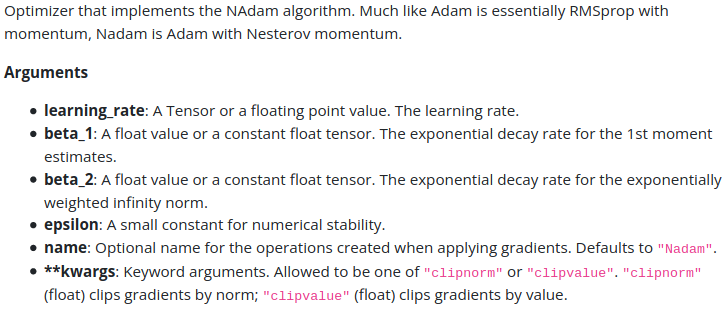 Optimizer that implements the NAdam algorithm. Much like Adam is essentially RMSprop with
momentum, Nadam is Adam with Nesterov momentum.
Arguments
• learning_rate: A Tensor or a floating point value. The learning rate.
• beta_1: A float value or a constant float tensor. The exponential decay rate for the 1st moment
estimates.
• beta_2: A float value or a constant float tensor. The exponential decay rate for the exponentially
weighted infinity norm.
• epsilon: A small constant for numerical stability.
• name: Optional name for the operations created when applying gradients. Defaults to "Nadam".
• **kwargs: Keyword arguments. Allowed to be one of "clipnorm" or "clipvalue". "clipnorm"
(float) clips gradients by norm; "clipvalue" (float) clips gradients by value.